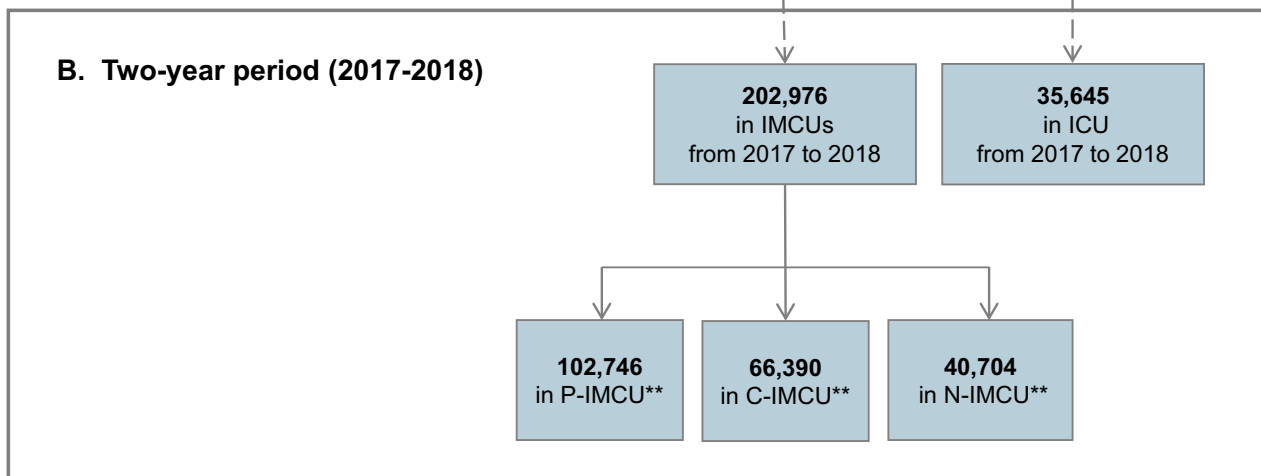 B. Two-year period (2017-2018)
202,976
in IMCUs
from 2017 to 2018
35,645
in ICU
from 2017 to 2018
102,746
in P-IMCU**
66,390
in C-IMCU**
40,704
in N-IMCU**